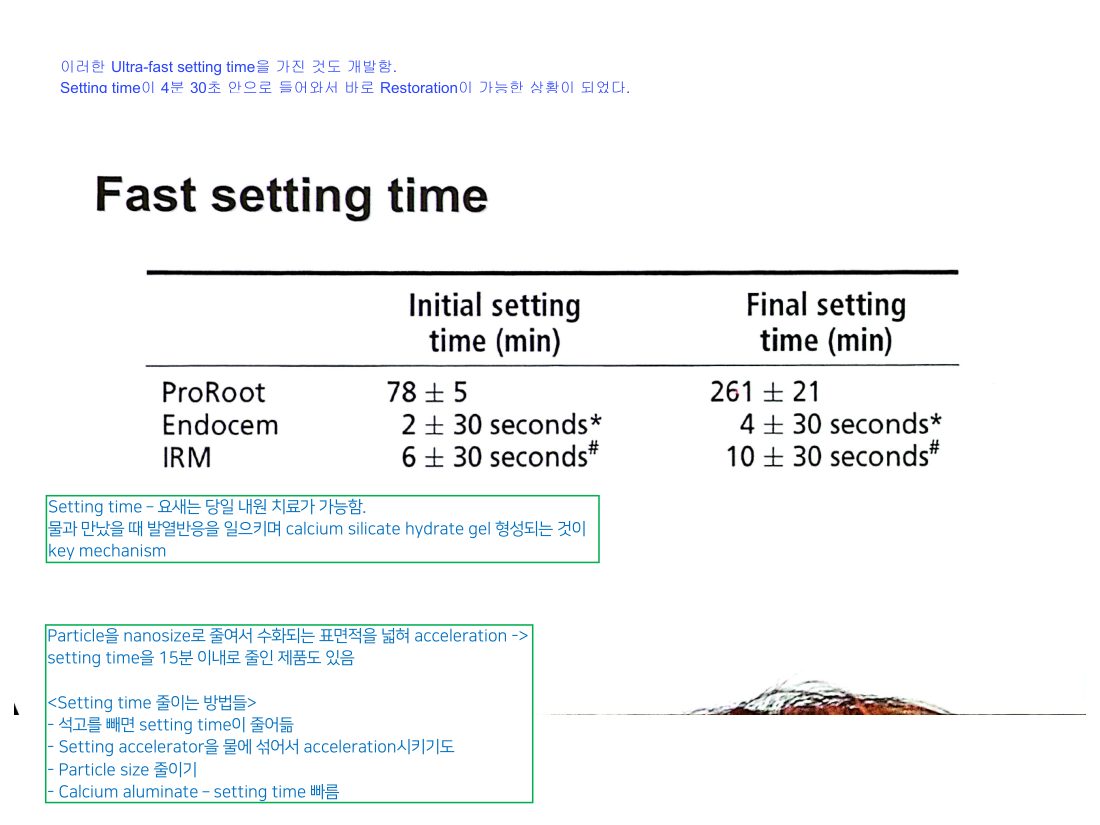 이러한 Ultra-fast setting time을 가진 것도 개발함.
Setting time이 4분 30초 안으로 들어와서 바로 Restoration이 가능한 상황이 되었다.
Fast setting time
Initial setting time (min) Final setting time (min)
ProRoot 78 ± 5 261 ± 21
Endocem 2 ± 30 seconds* 4 ± 30 seconds*
IRM 6 ± 30 seconds# 10 ± 30 seconds#
Setting time – 요새는 당일 내원 치료가 가능함.
물과 만났을 때 발열반응을 일으키며 calcium silicate hydrate gel 형성되는 것이
key mechanism
Particle을 nanosize로 줄여서 수화되는 표면적을 넓혀 acceleration ->
setting time을 15분 이내로 줄인 제품도 있음
<Setting time 줄이는 방법들>
- 석고를 빼면 setting time이 줄어듦
- Setting accelerator을 물에 섞어서 acceleration시키기도
- Particle size 줄이기
- Calcium aluminate – setting time 빠름